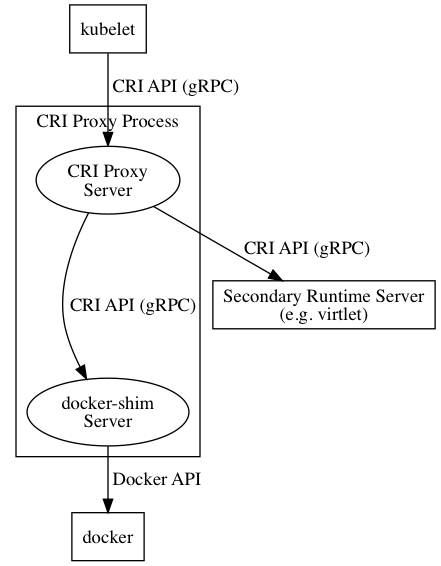 kubelet
CRI API (gRPC)
CRI Proxy Process
CRI Proxy
Server
CRI API (gRPC)
Secondary Runtime Server
(e.g. virtlet)
CRI API (gRPC)
docker-shim
Server
Docker API
docker